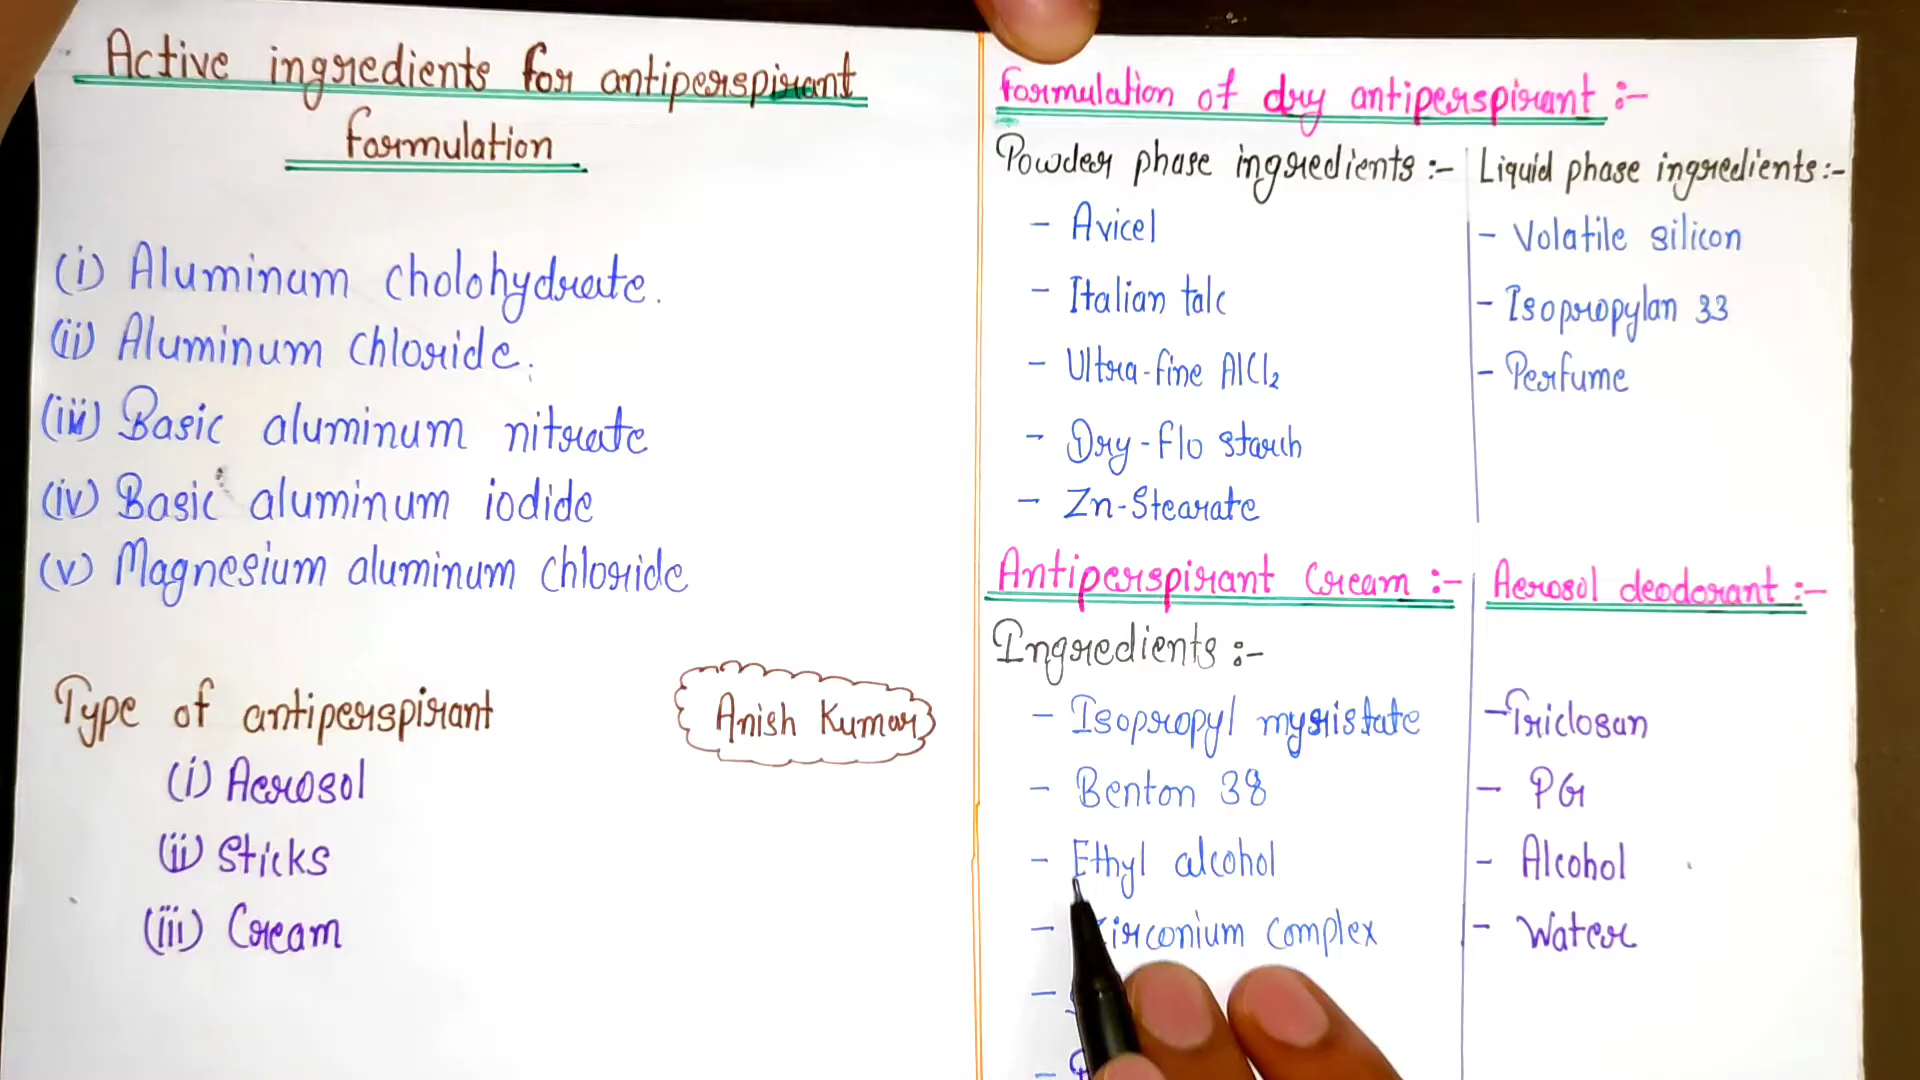 Active ingredients for antiperspirant
formulation
(i) Aluminum cholohydrate.
(ii) Aluminum chloride.
(iii) Basic aluminum nitrate
(iv) Basic aluminum iodide
(v) Magnesium aluminum chloride
Type of antiperspirant
(i) Aerosol
(ii) Sticks
(iii) Cream
Anish Kumar
formulation of dry antiperspirant :-
Powder phase ingredients :-
- Avicel
- Italian talc
- Ultra-fine AlCl2
- Dry-flo starch
- Zn-Stearate
Liquid phase ingredients:-
- Volatile silicon
- Isopropylan 33
- Perfume
Antiperspirant Cream :-
Ingredients :-
- Isopropyl myristate
- Benton 38
- Ethyl alcohol
- Zirconium complex
Aerosol deodorant :-
- Triclosan
- PG
- Alcohol
- Water